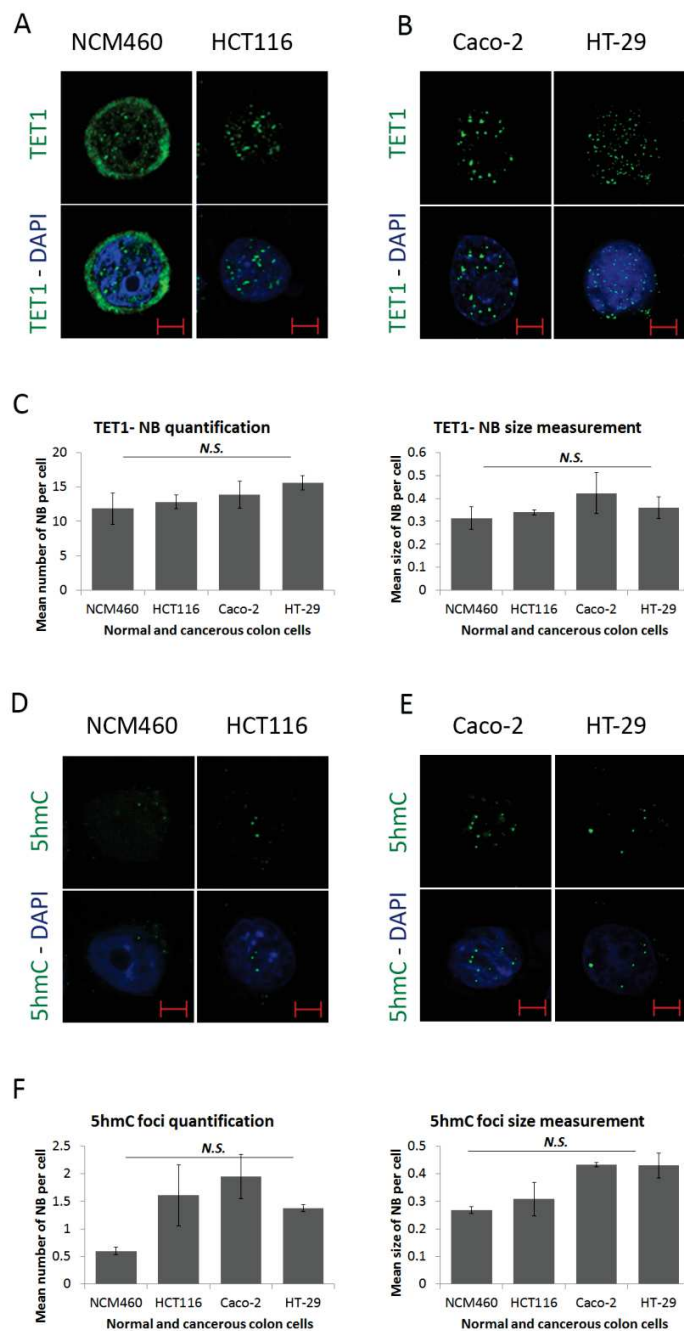 A
NCM460 HCT116
TET1
TET1 - DAPI
B
Caco-2 HT-29
TET1
TET1 - DAPI
C
TET1- NB quantification
N.S.
Mean number of NB per cell
20
15
10
5
0
NCM460 HCT116 Caco-2 HT-29
Normal and cancerous colon cells
TET1- NB size measurement
N.S.
Mean size of NB per cell
0.6
0.5
0.4
0.3
0.2
0.1
0
NCM460 HCT116 Caco-2 HT-29
Normal and cancerous colon cells
D
NCM460 HCT116
5hmC
5hmC - DAPI
E
Caco-2 HT-29
5hmC
5hmC - DAPI
F
5hmC foci quantification
N.S.
Mean number of NB per cell
2.5
2
1.5
1
0.5
0
NCM460 HCT116 Caco-2 HT-29
Normal and cancerous colon cells
5hmC foci size measurement
N.S.
Mean size of NB per cell
0.5
0.4
0.3
0.2
0.1
0
NCM460 HCT116 Caco-2 HT-29
Normal and cancerous colon cells